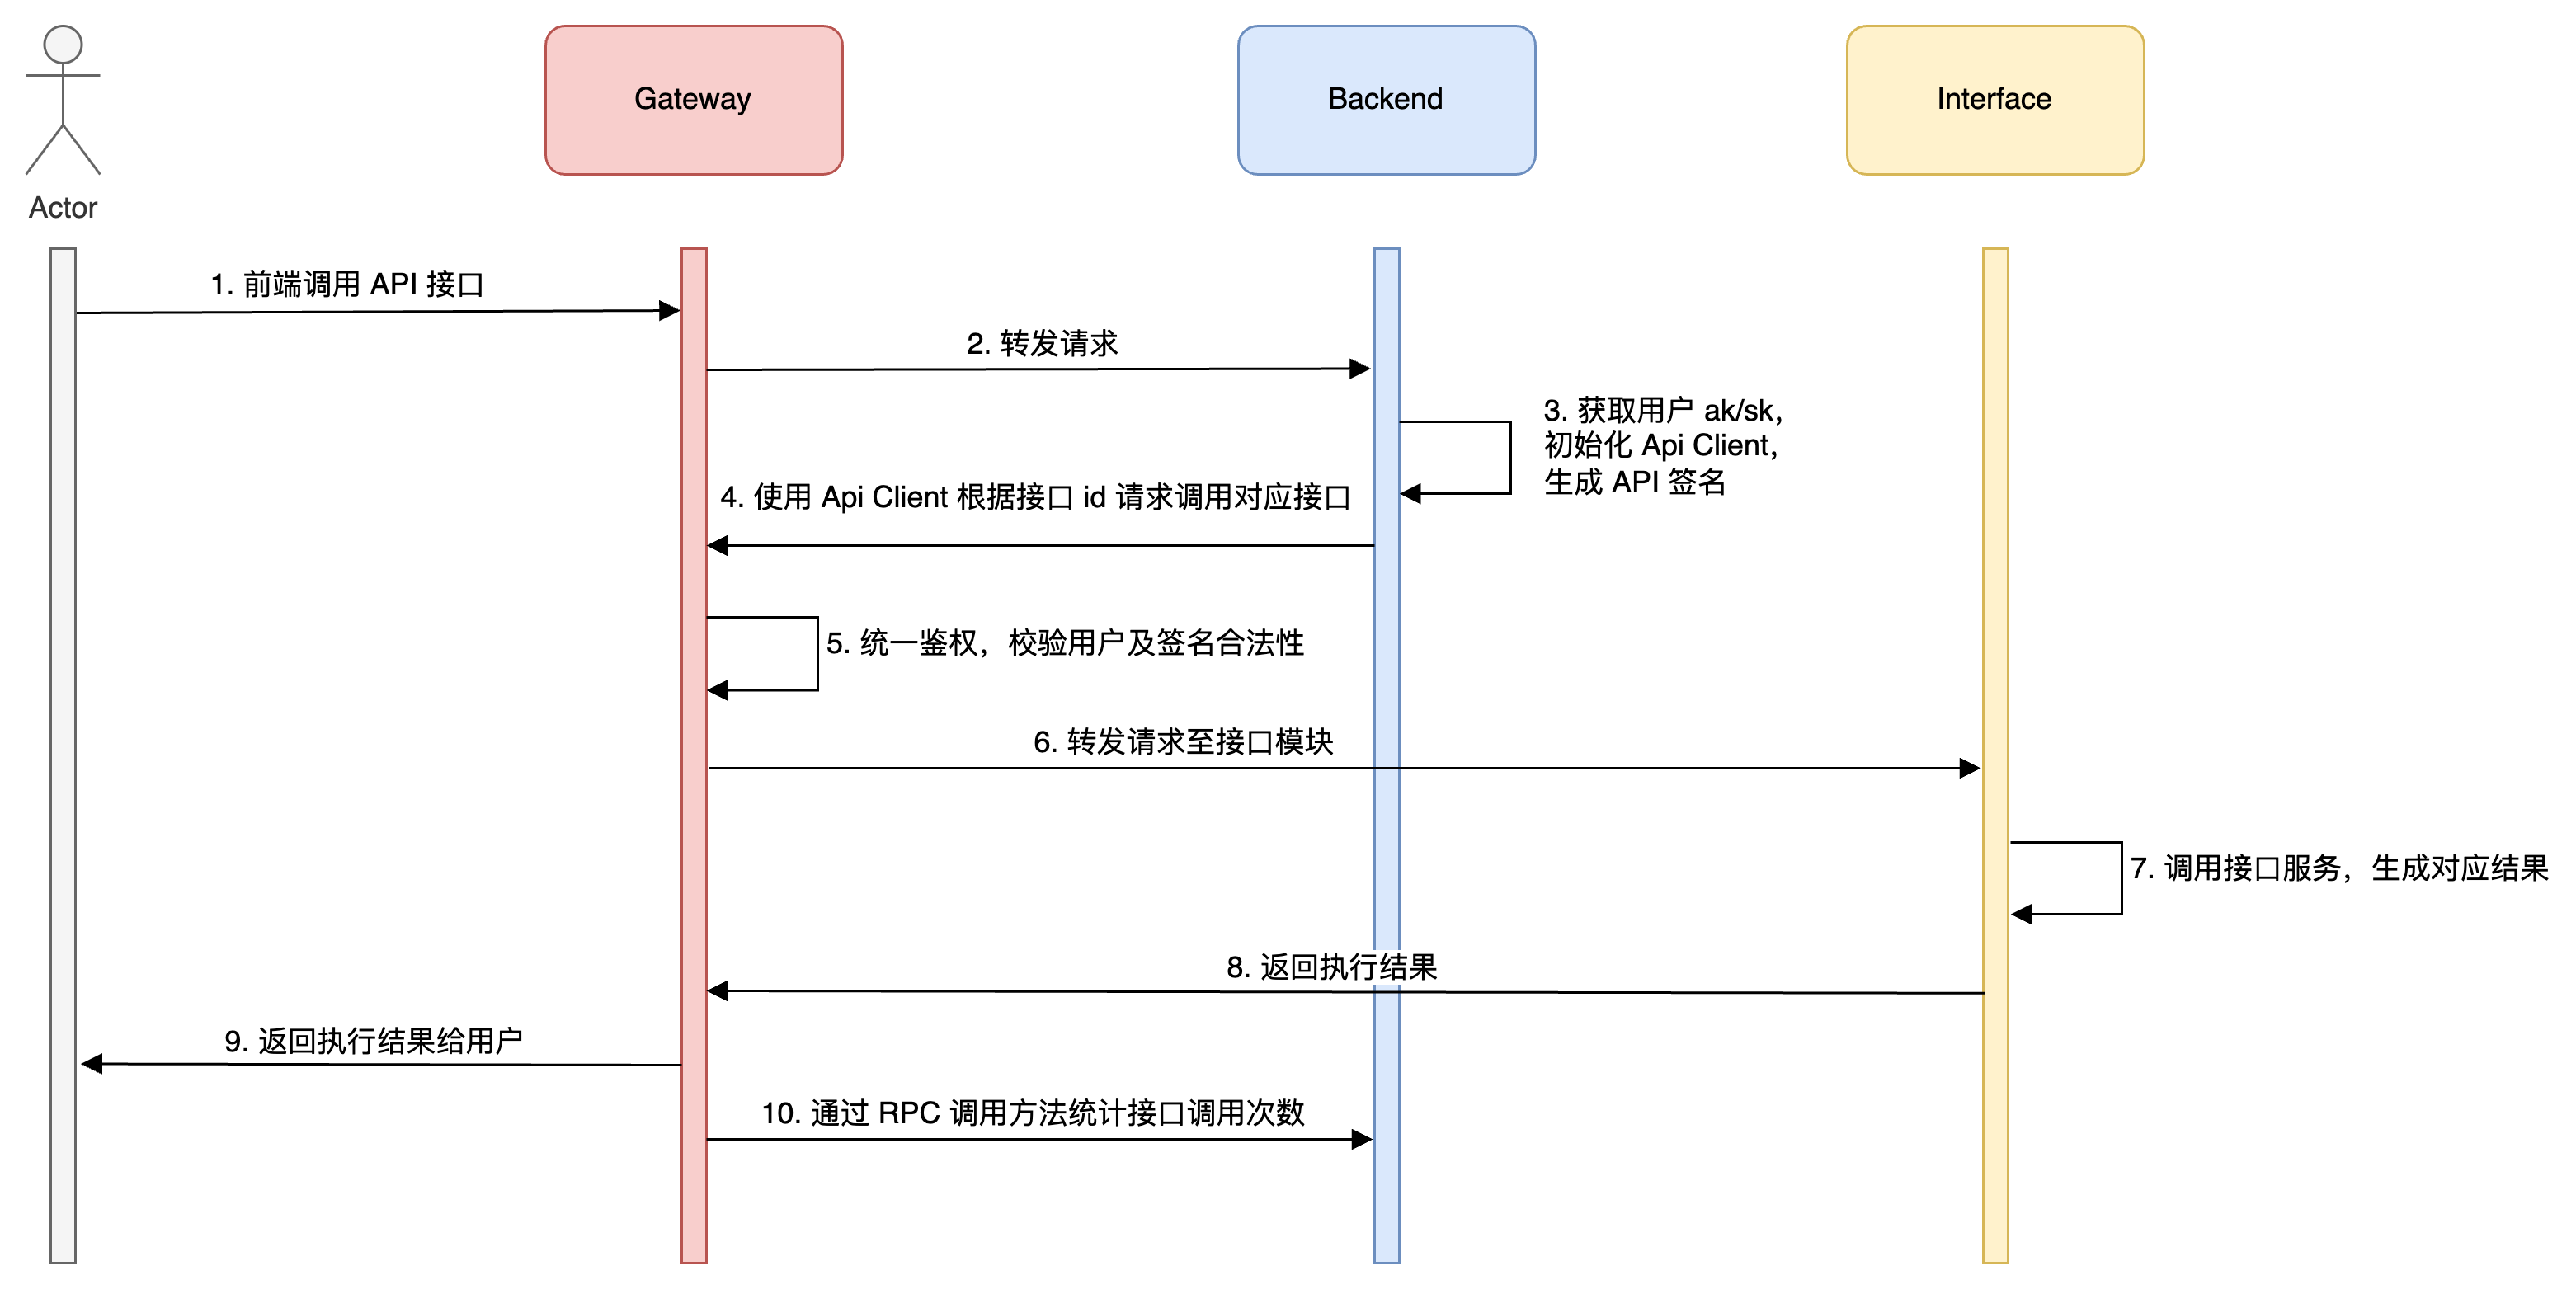 Actor
Gateway
Backend
Interface
1. 前端调用 API 接口
2. 转发请求
3. 获取用户 ak/sk，
初始化 Api Client，
生成 API 签名
4. 使用 Api Client 根据接口 id 请求调用对应接口
5. 统一鉴权，校验用户及签名合法性
6. 转发请求至接口模块
7. 调用接口服务，生成对应结果
8. 返回执行结果
9. 返回执行结果给用户
10. 通过 RPC 调用方法统计接口调用次数